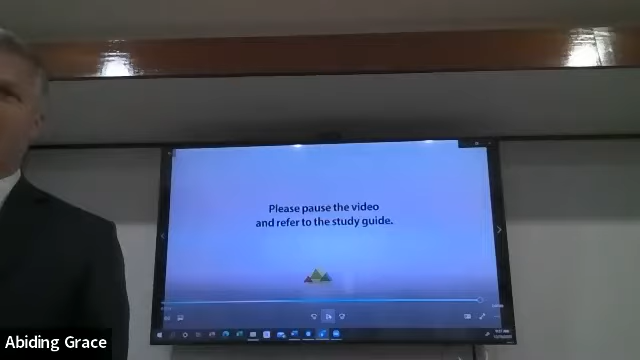 Please pause the video
and refer to the study guide.
Abiding Grace